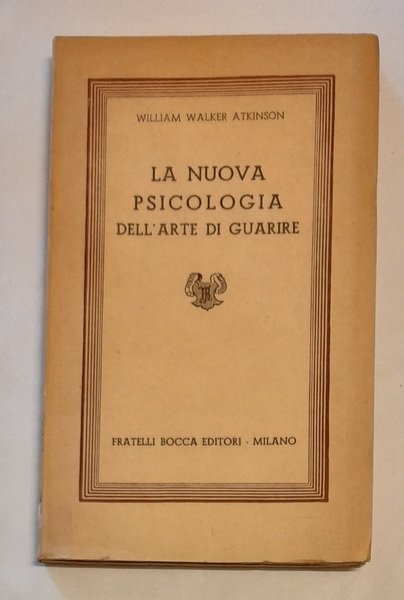 WILLIAM WALKER ATKINSON
LA NUOVA
PSICOLOGIA
DELL'ARTE DI GUARIRE
FRATELLI BOCCA EDITORI - MILANO